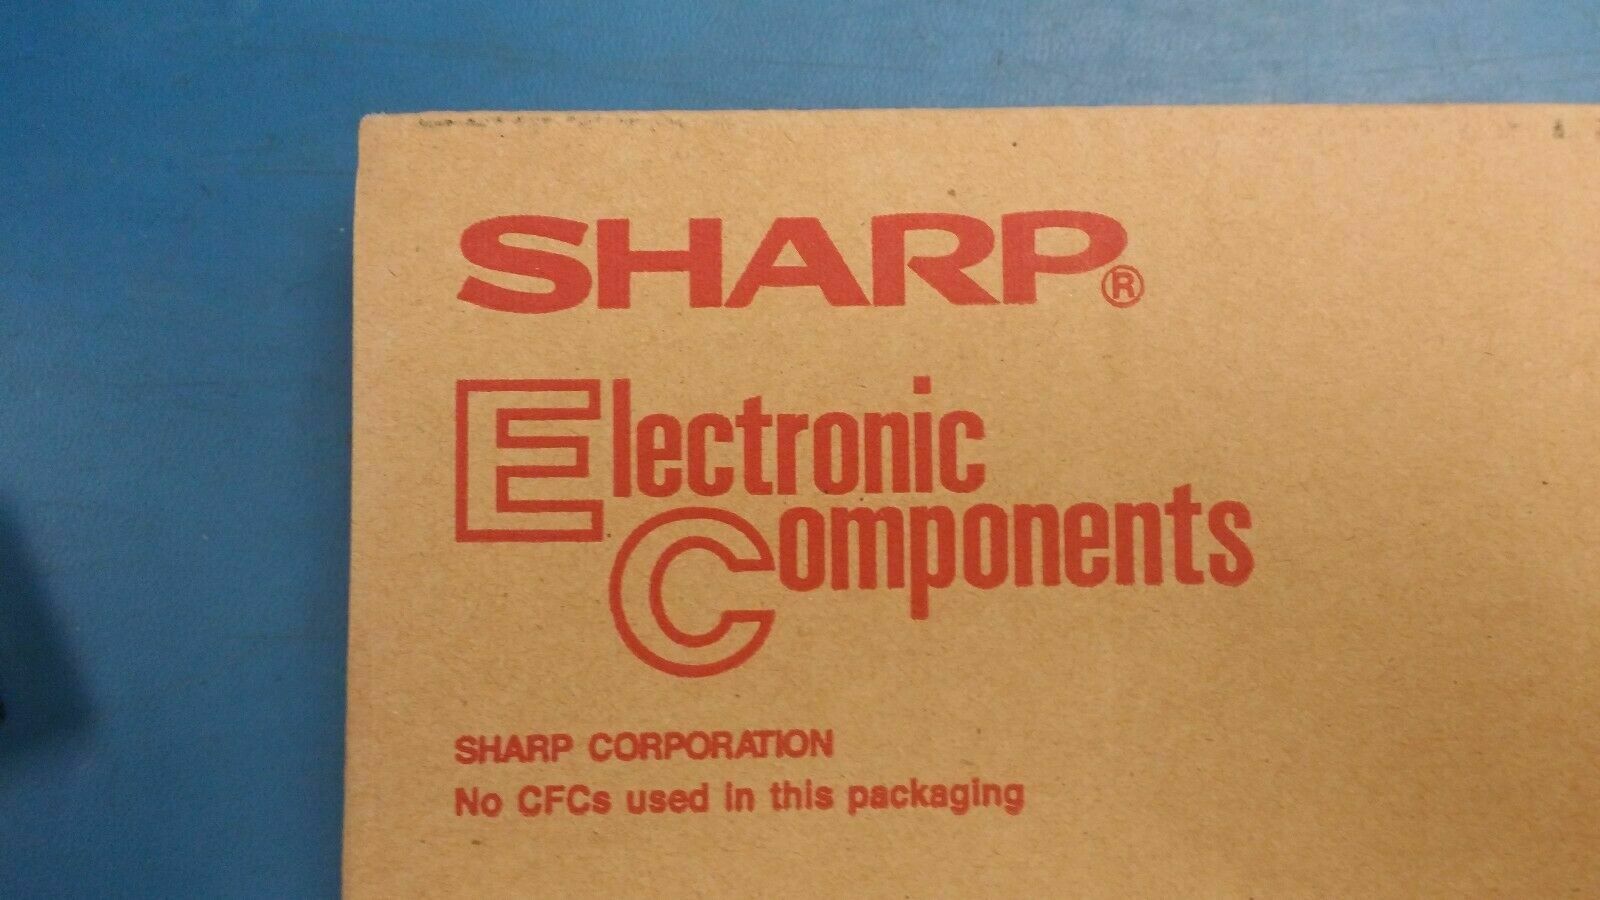 SHARP®
Electronic
Components
SHARP CORPORATION
No CFCs used in this packaging